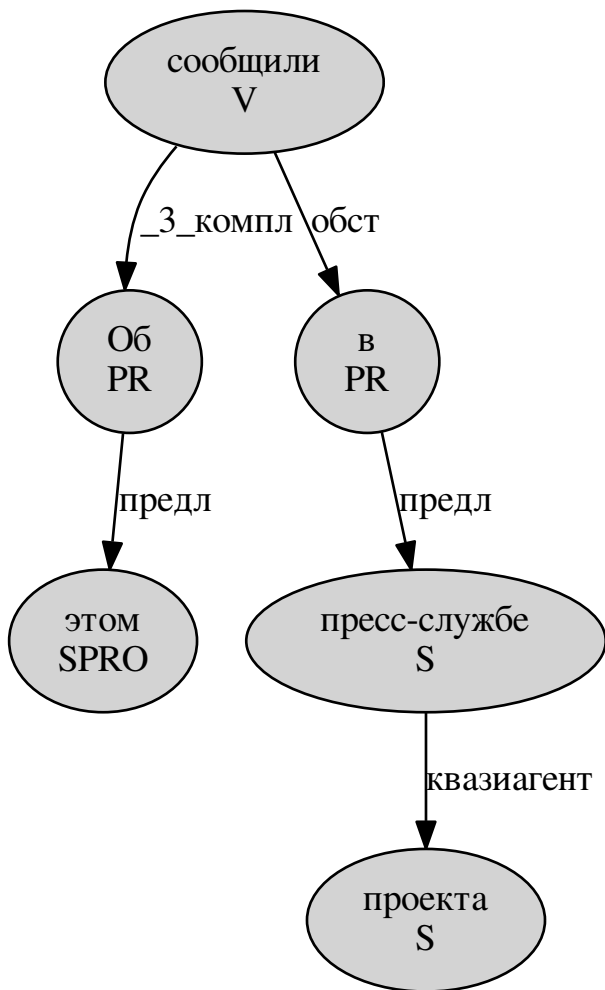 сообщили
V
_3_компл обст
Об
PR
в
PR
предл
предл
этом
SPRO
пресс-службе
S
квазиагент
проекта
S